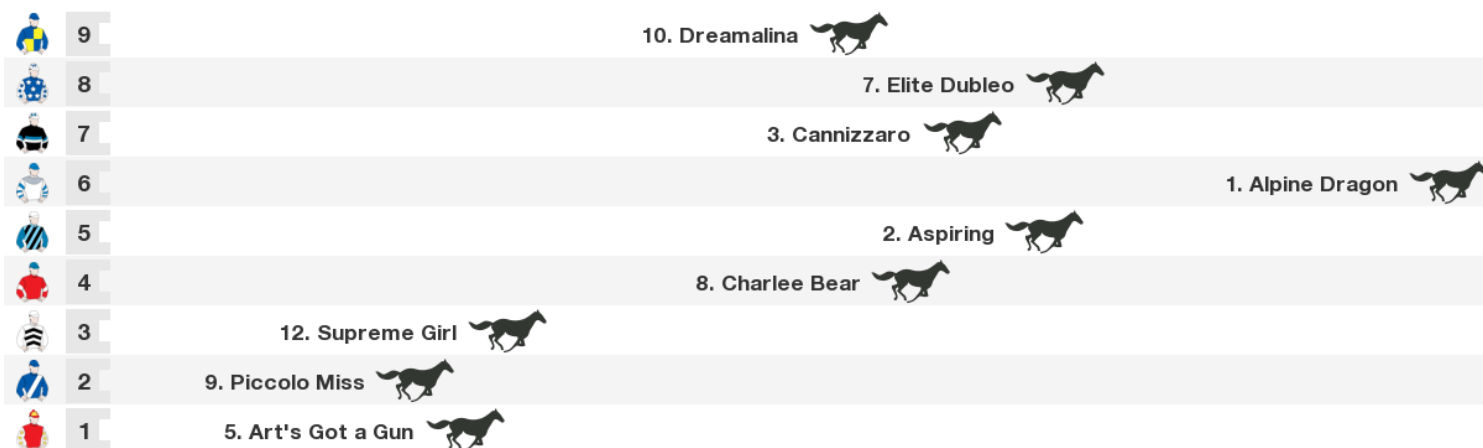 9 10. Dreamalina
8 7. Elite Dubleo
7 3. Cannizzaro
6 1. Alpine Dragon
5 2. Aspiring
4 8. Charlee Bear
3 12. Supreme Girl
2 9. Piccolo Miss
1 5. Art's Got a Gun